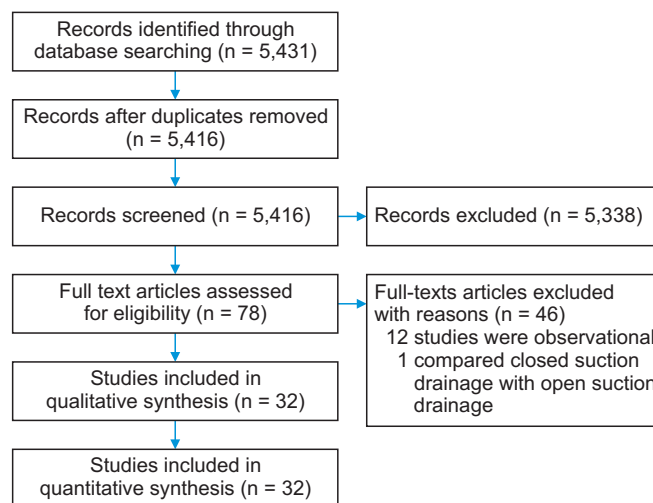 Records identified through
database searching (n = 5,431)
Records after duplicates removed
(n = 5,416)
Records screened (n = 5,416)
Records excluded (n = 5,338)
Full text articles assessed
for eligibility (n = 78)
Full-texts articles excluded
with reasons (n = 46)
12 studies were observational
1 compared closed suction
drainage with open suction
drainage
Studies included in
qualitative synthesis (n = 32)
Studies included in
quantitative synthesis (n = 32)